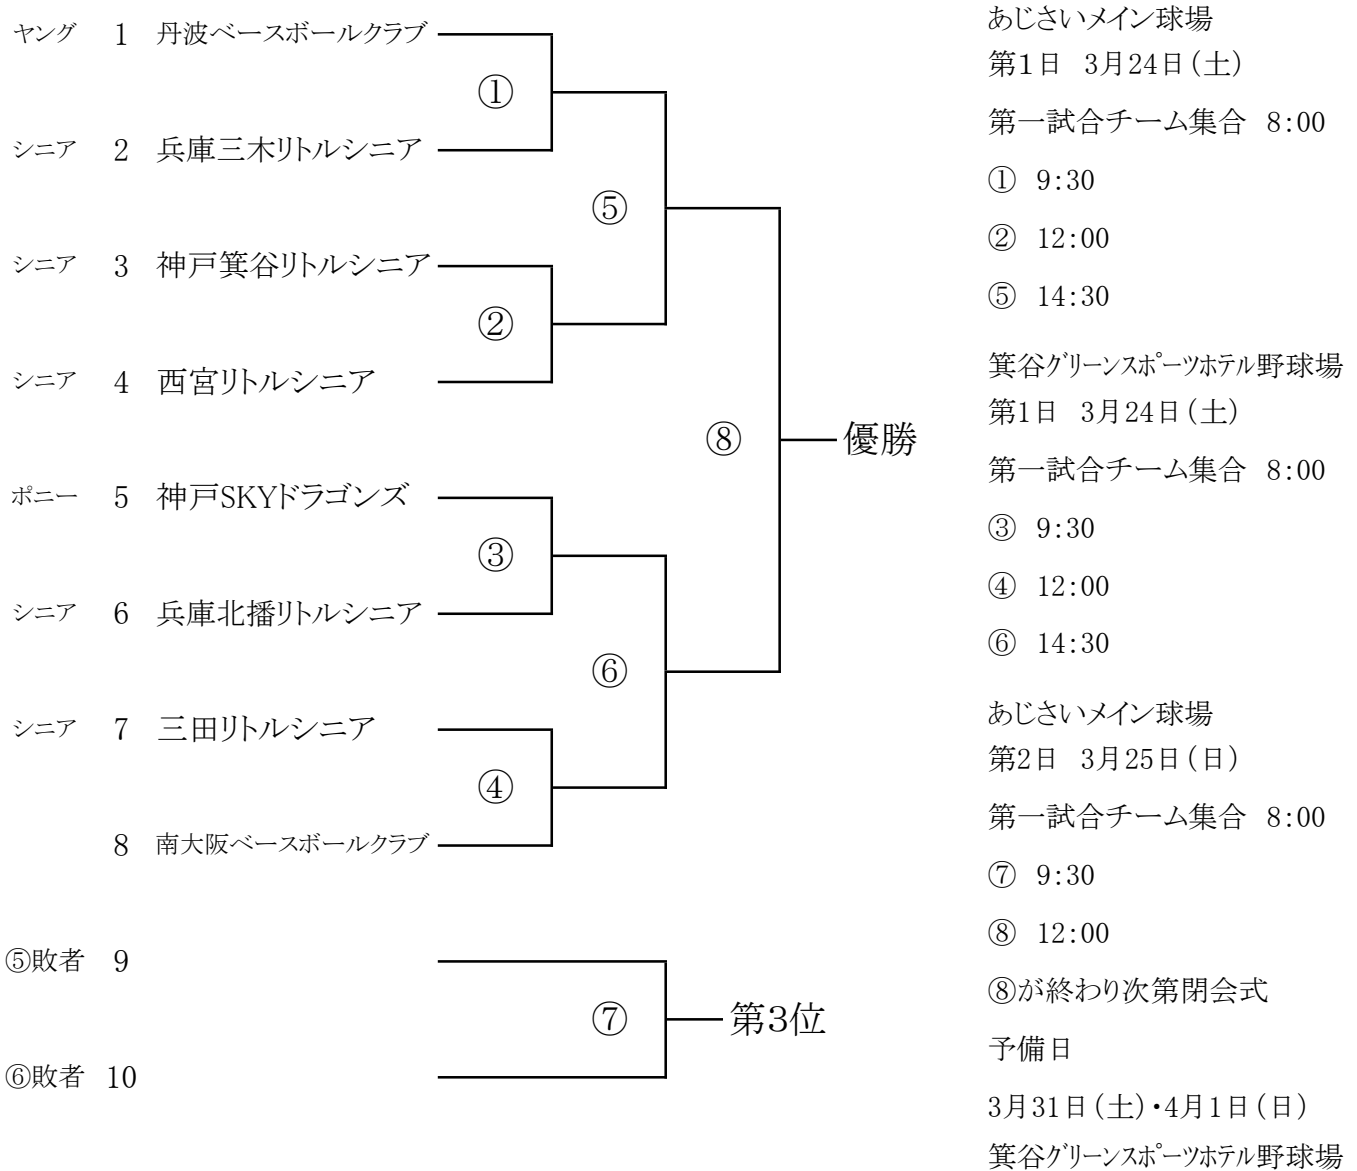 ヤング 1 丹波ベースボールクラブ
①
シニア 2 兵庫三木リトルシニア
⑤
シニア 3 神戸箕谷リトルシニア
②
シニア 4 西宮リトルシニア
⑧ 優勝
ポニー 5 神戸SKYドラゴンズ
③
シニア 6 兵庫北播リトルシニア
⑥
シニア 7 三田リトルシニア
④
8 南大阪ベースボールクラブ
⑤敗者 9
⑦ 第3位
⑥敗者 10
あじさいメイン球場
第1日 3月24日(土)
第一試合チーム集合 8:00
① 9:30
② 12:00
⑤ 14:30
箕谷グリーンスポーツホテル野球場
第1日 3月24日(土)
第一試合チーム集合 8:00
③ 9:30
④ 12:00
⑥ 14:30
あじさいメイン球場
第2日 3月25日(日)
第一試合チーム集合 8:00
⑦ 9:30
⑧ 12:00
⑧が終わり次第閉会式
予備日
3月31日(土)・4月1日(日)
箕谷グリーンスポーツホテル野球場